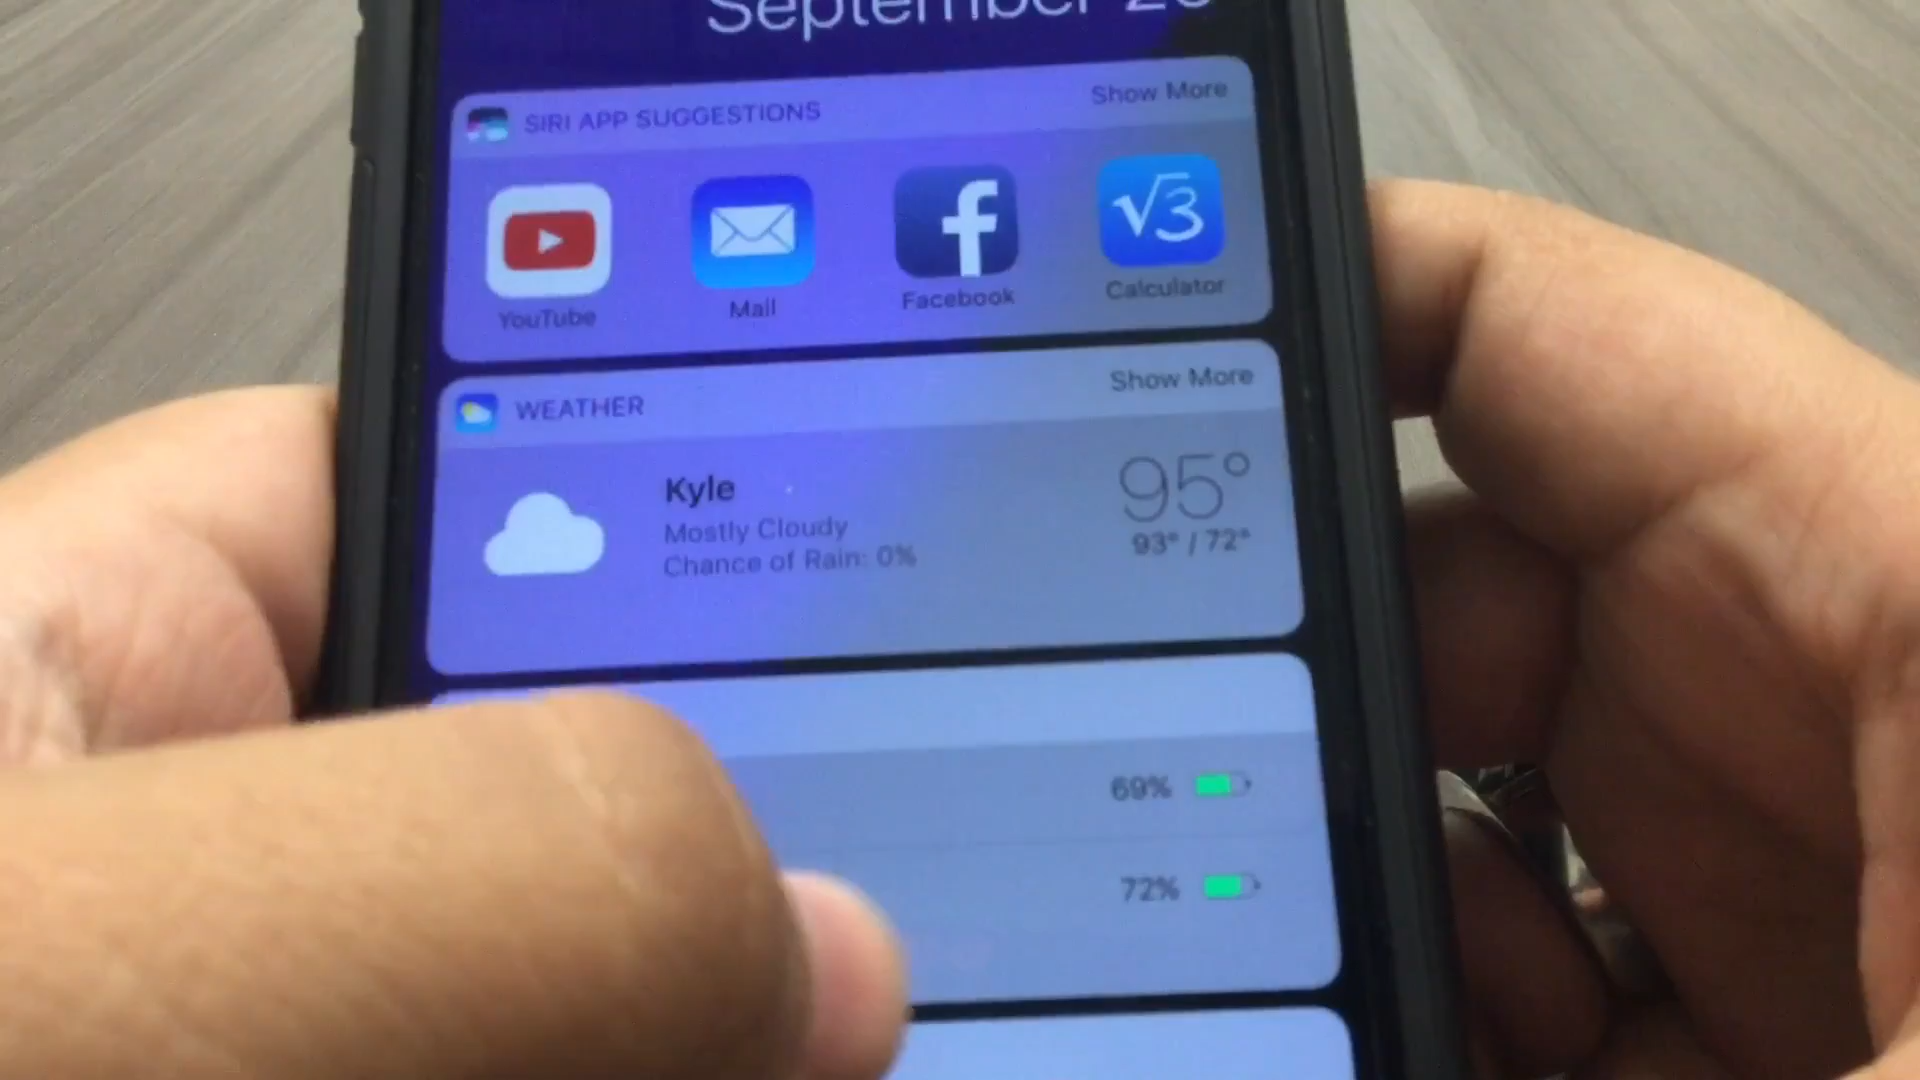 September
SIRI APP SUGGESTIONS
Show More
√3
YouTube
Mail
Facebook
Calculator
WEATHER
Show More
Kyle
95°
Mostly Cloudy
93° / 72°
Chance of Rain: 0%
69%
72%